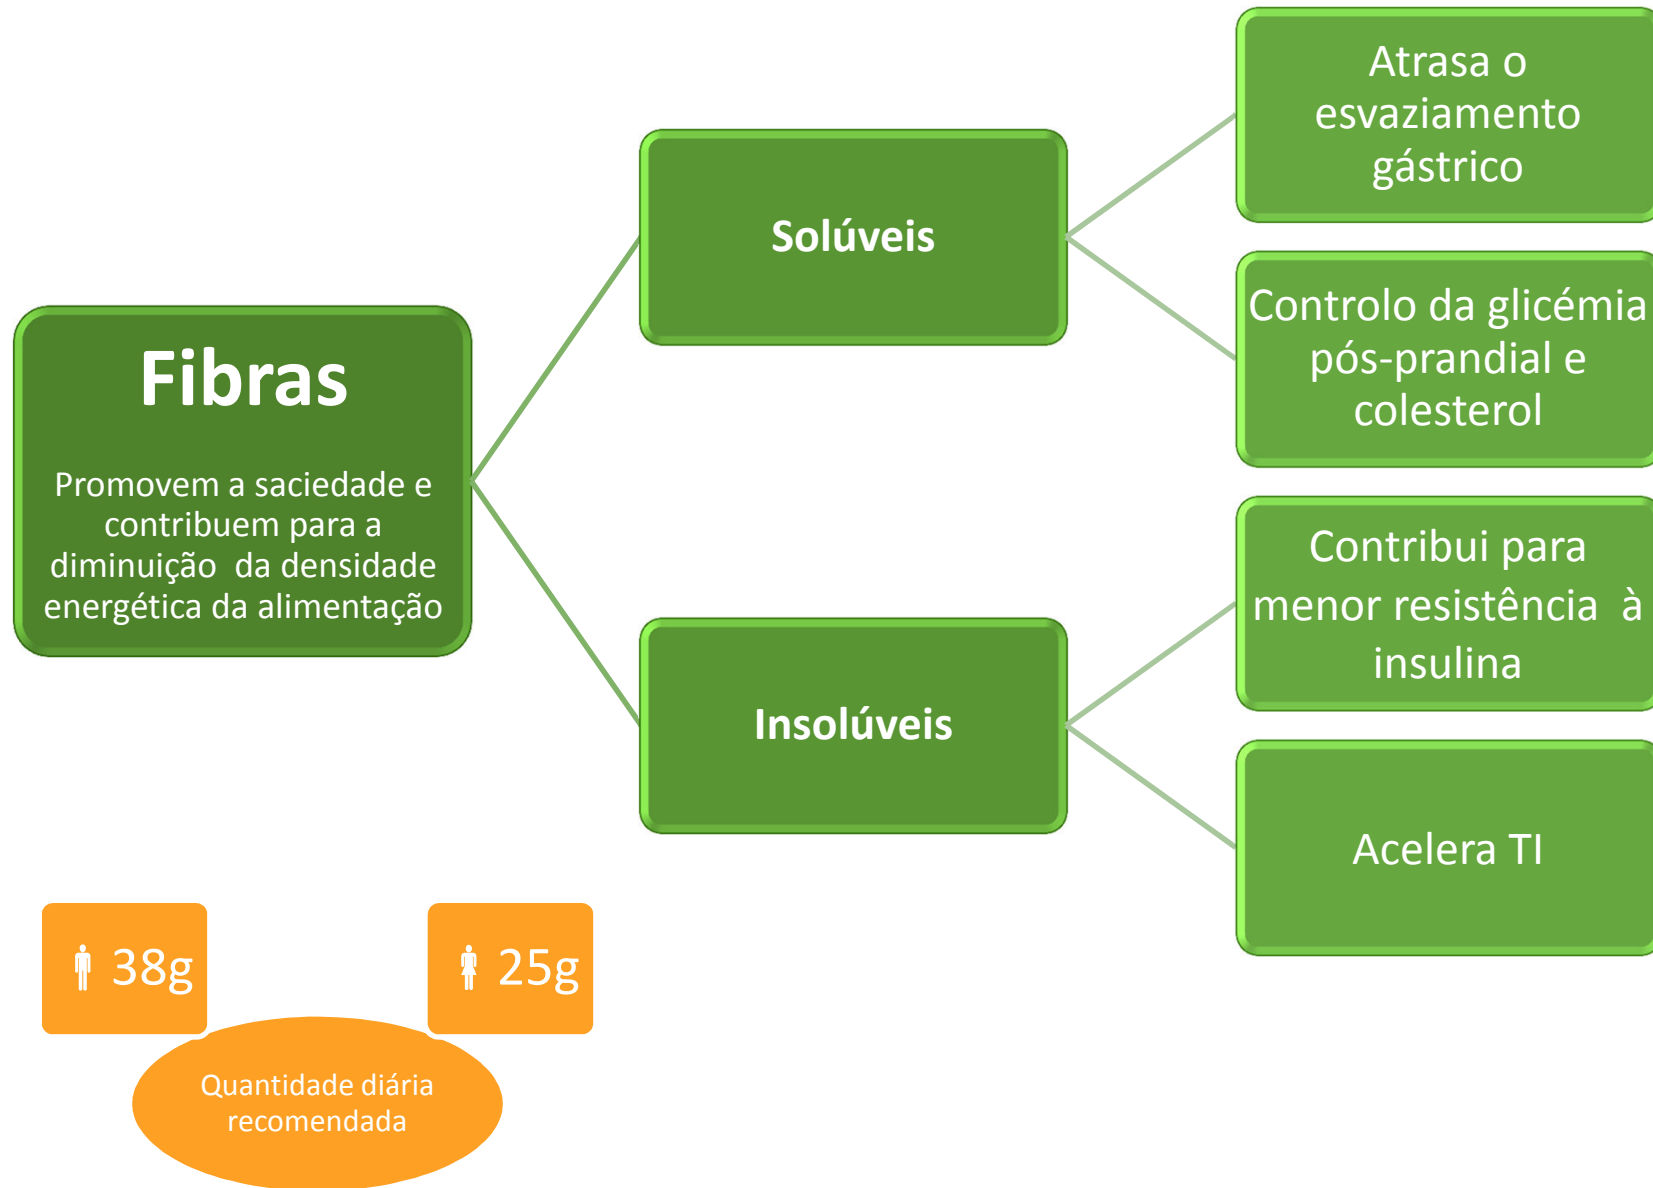 Fibras
Promovem a saciedade e
contribuem para a
diminuição  da densidade
energética da alimentação
Solúveis
Atrasa o
esvaziamento
gástrico
Controlo da glicémia
pós-prandial e
colesterol
Insolúveis
Contribui para
menor resistência  à
insulina
Acelera TI
38g
25g
Quantidade diária
recomendada